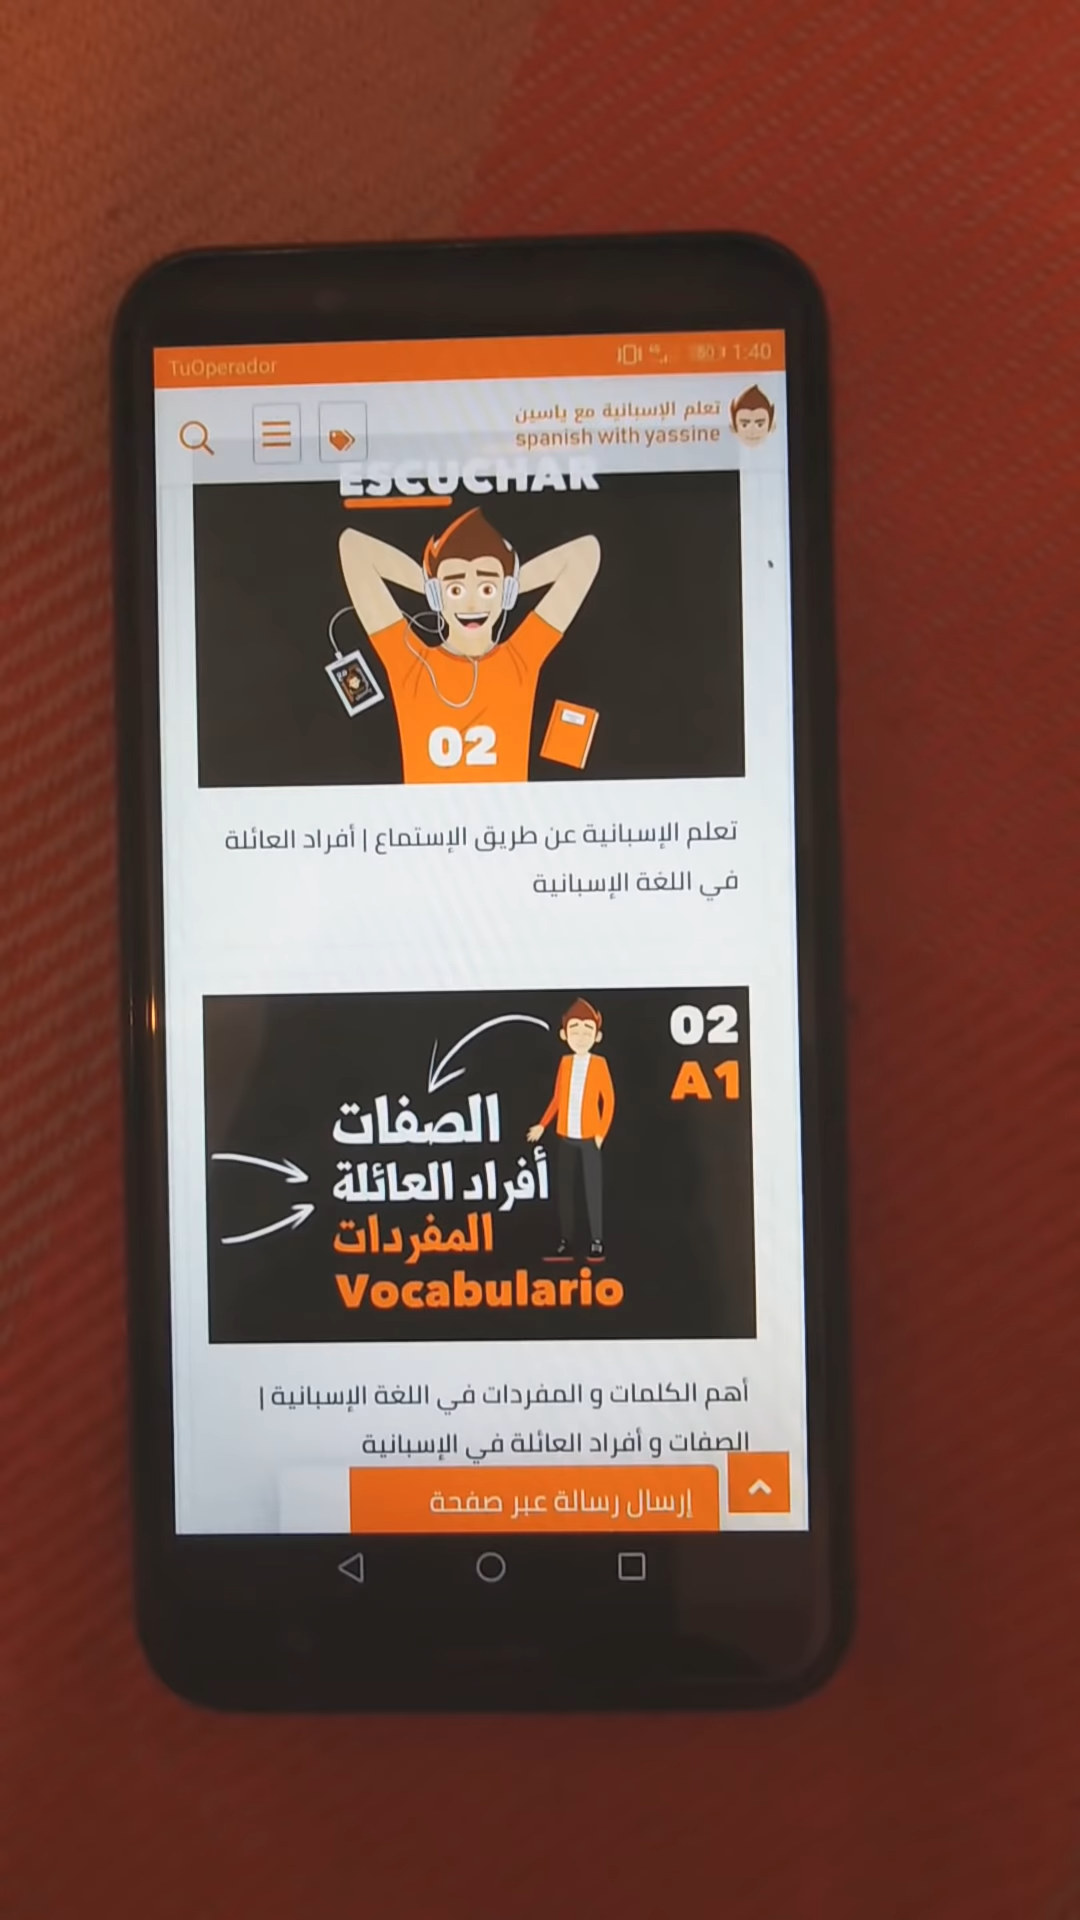 TuOperador
1:40
تعلم الإسبانية مع ياسين
spanish with yassine
ESCUCHAR
02
تعلم الإسبانية عن طريق الإستماع | أفراد العائلة
في اللغة الإسبانية
02
A1
الصفات
أفراد العائلة
المفردات
Vocabulario
أهم الكلمات و المفردات في اللغة الإسبانية |
الصفات و أفراد العائلة في الإسبانية
إرسال رسالة عبر صفحة